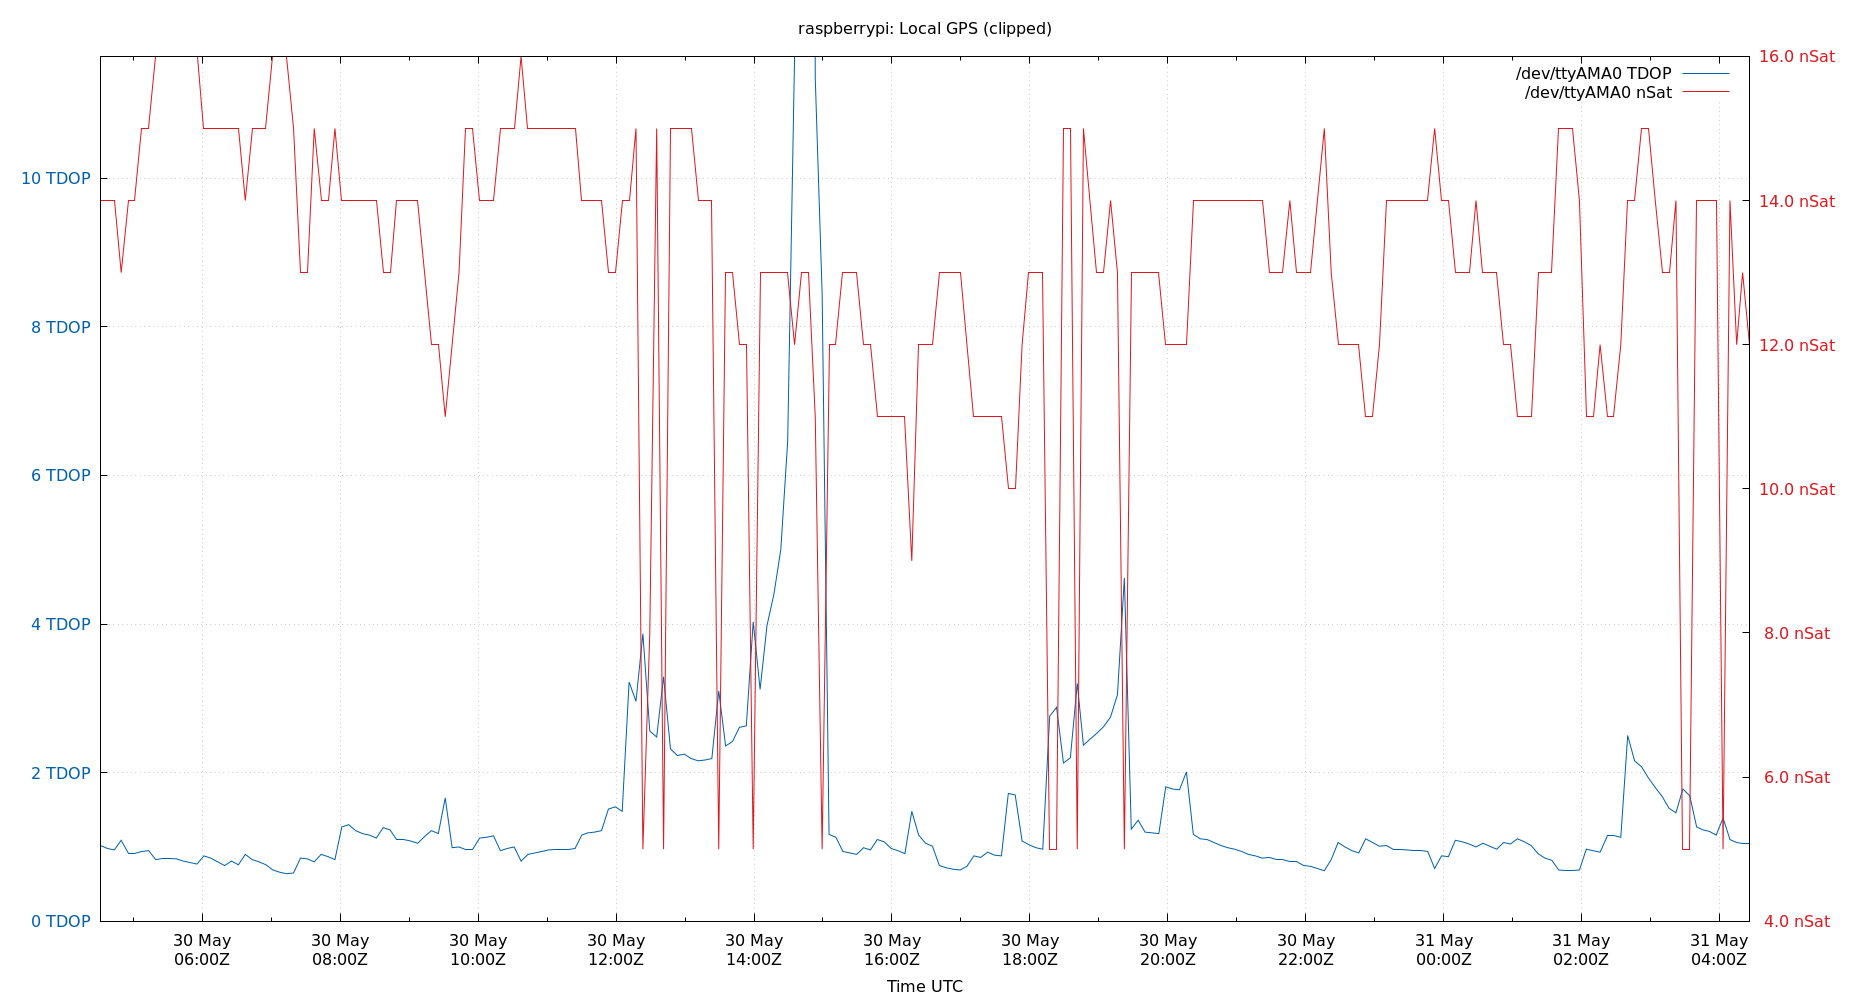 raspberrypi: Local GPS (clipped)
/dev/ttyAMA0 TDOP
/dev/ttyAMA0 nSat
10 TDOP
8 TDOP
6 TDOP
4 TDOP
2 TDOP
0 TDOP
16.0 nSat
14.0 nSat
12.0 nSat
10.0 nSat
8.0 nSat
6.0 nSat
4.0 nSat
30 May 30 May 30 May 30 May 30 May 30 May 30 May 30 May 30 May 31 May 31 May 31 May
06:00Z 08:00Z 10:00Z 12:00Z 14:00Z 16:00Z 18:00Z 20:00Z 22:00Z 00:00Z 02:00Z 04:00Z
Time UTC